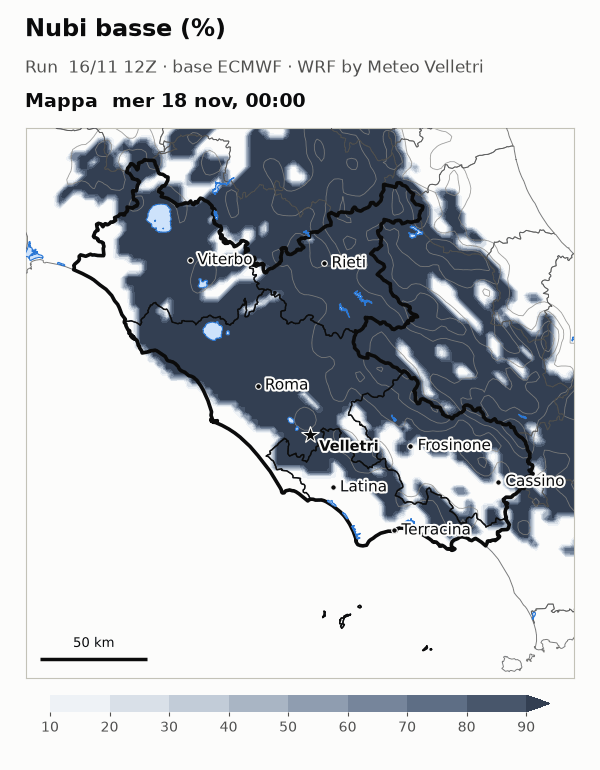 Nubi basse (%)
Run  16/11 12Z · base ECMWF · WRF by Meteo Velletri
Mappa  mer 18 nov, 00:00
Viterbo
Rieti
Roma
Velletri
Frosinone
Cassino
Latina
Terracina
50 km
10 20 30 40 50 60 70 80 90